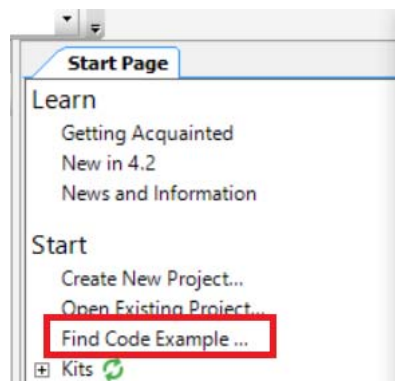 Start Page
Learn
Getting Acquainted
New in 4.2
News and Information
Start
Create New Project...
Open Existing Project...
Find Code Example ...
Kits